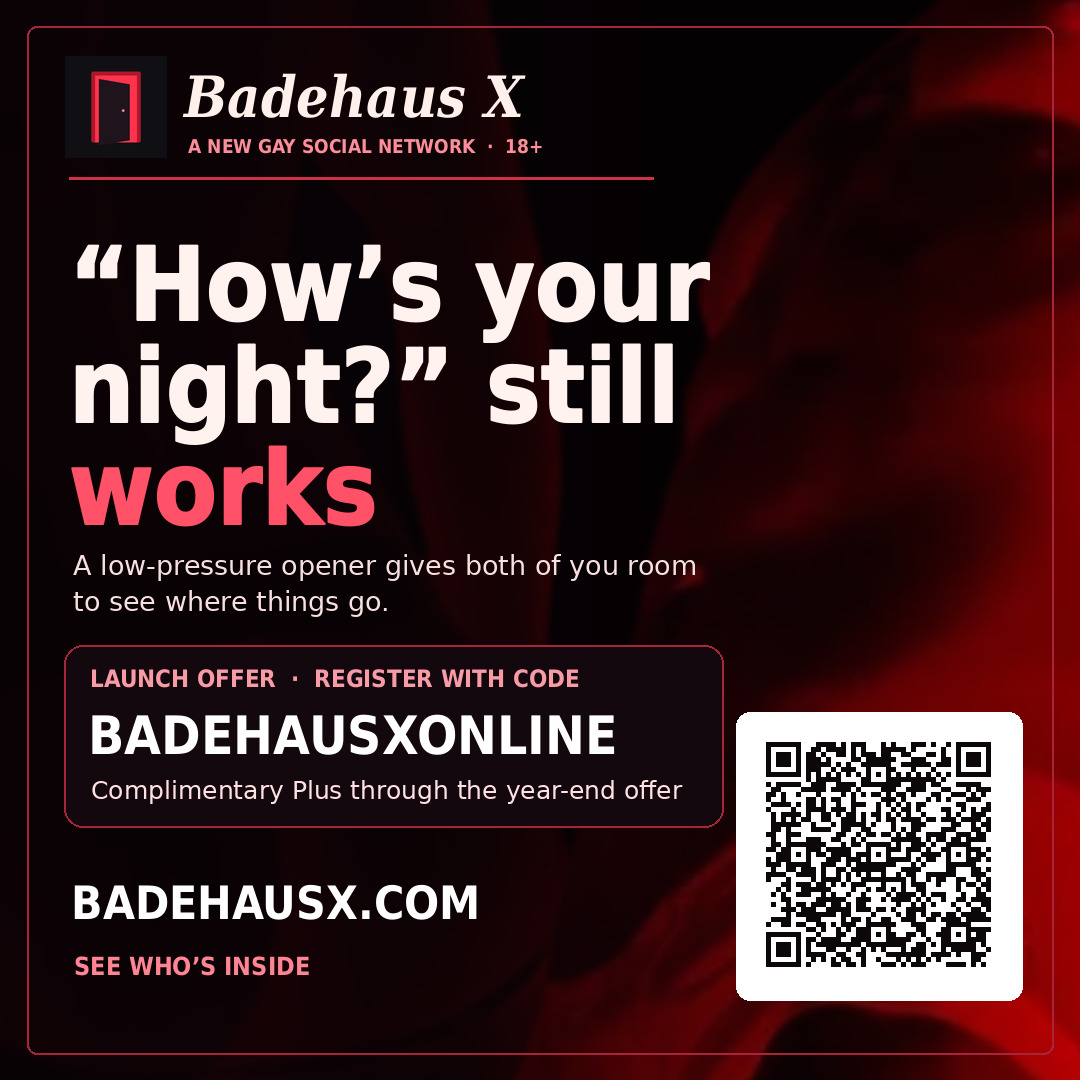 Badehaus X
A NEW GAY SOCIAL NETWORK · 18+
“How’s your
night?” still
works
A low-pressure opener gives both of you room
to see where things go.
LAUNCH OFFER · REGISTER WITH CODE
BADEHAUSXONLINE
Complimentary Plus through the year-end offer
BADEHAUSX.COM
SEE WHO’S INSIDE